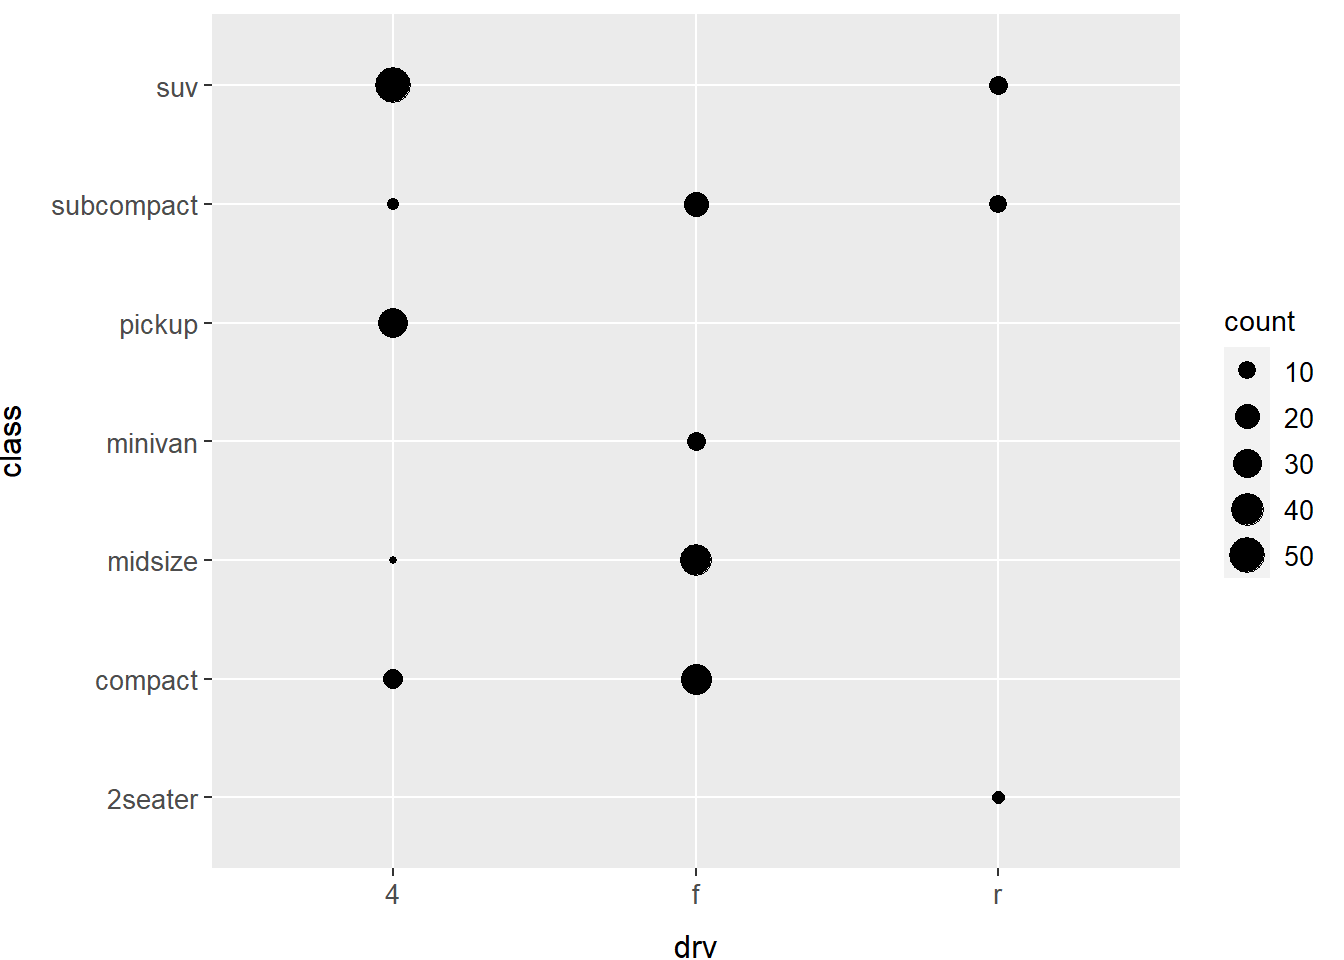 suv
subcompact
pickup
minivan
midsize
compact
2seater
class
4 f r
drv
count
10
20
30
40
50